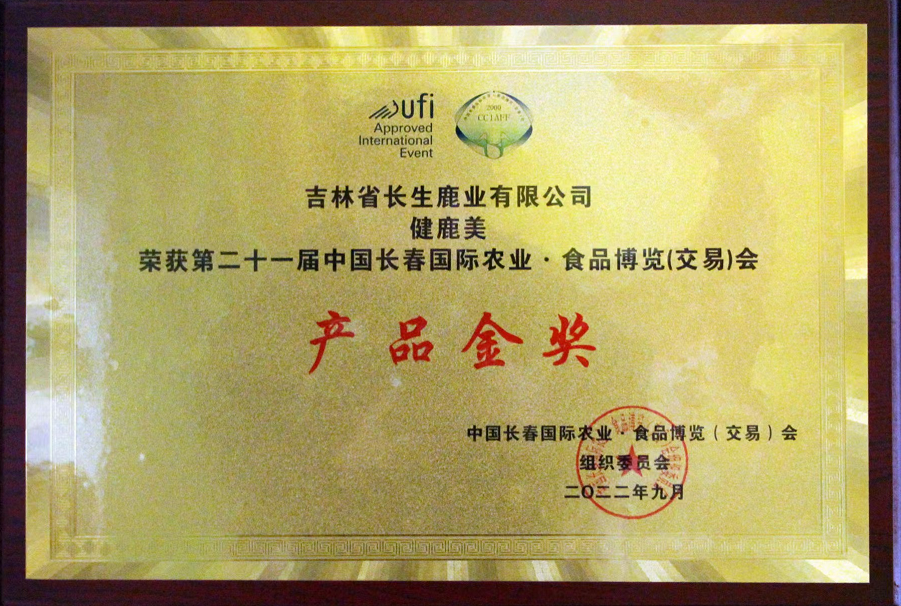 ufi
Approved
International
Event
2000
CCIAFF
吉林省长生鹿业有限公司
健鹿美
荣获第二十一届中国长春国际农业·食品博览(交易)会
产品金奖
中国长春国际农业·食品博览（交易）会
组织委员会
二〇二二年九月